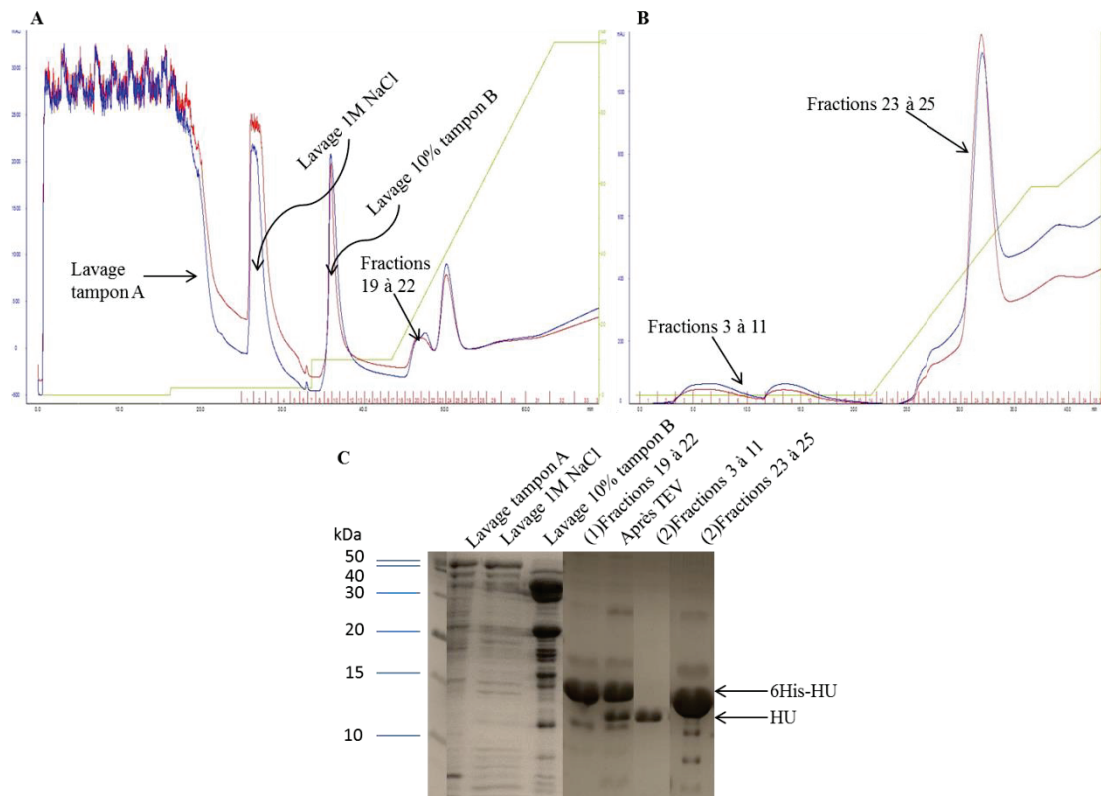 A
Lavage tampon A
Lavage 1M NaCl
Lavage 10% tampon B
Fractions 19 à 22
B
Fractions 23 à 25
Fractions 3 à 11
C
Lavage tampon A
Lavage 1M NaCl
Lavage 10% tampon B
(1)Fractions 19 à 22
Après TEV
(2)Fractions 3 à 11
(2)Fractions 23 à 25
kDa
50
40
30
20
15
10
6His-HU
HU